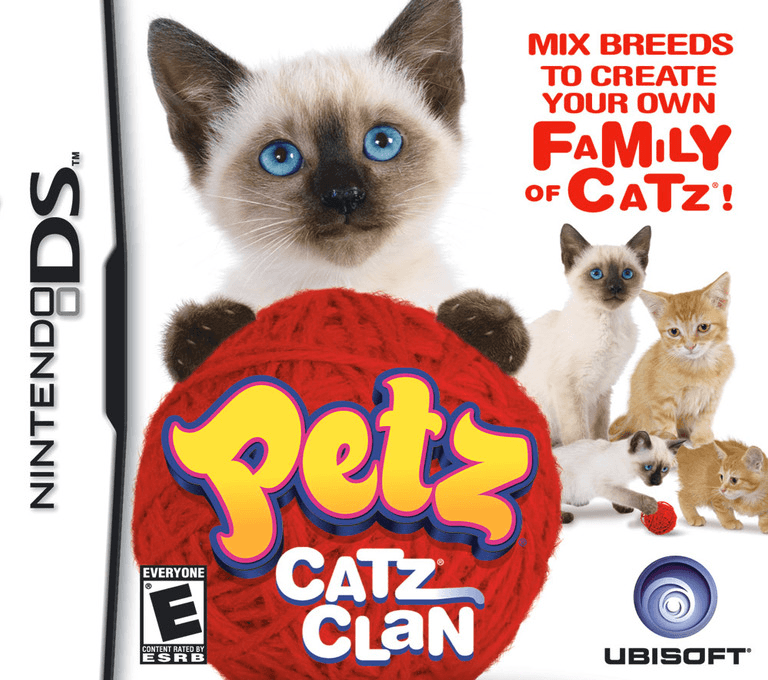 NINTENDO DS™
MIX BREEDS
TO CREATE
YOUR OWN
FAMiLY
OF CATZ®!
Petz®
CATZ®
CLaN
EVERYONE
E®
CONTENT RATED BY
ESRB
UBISOFT®